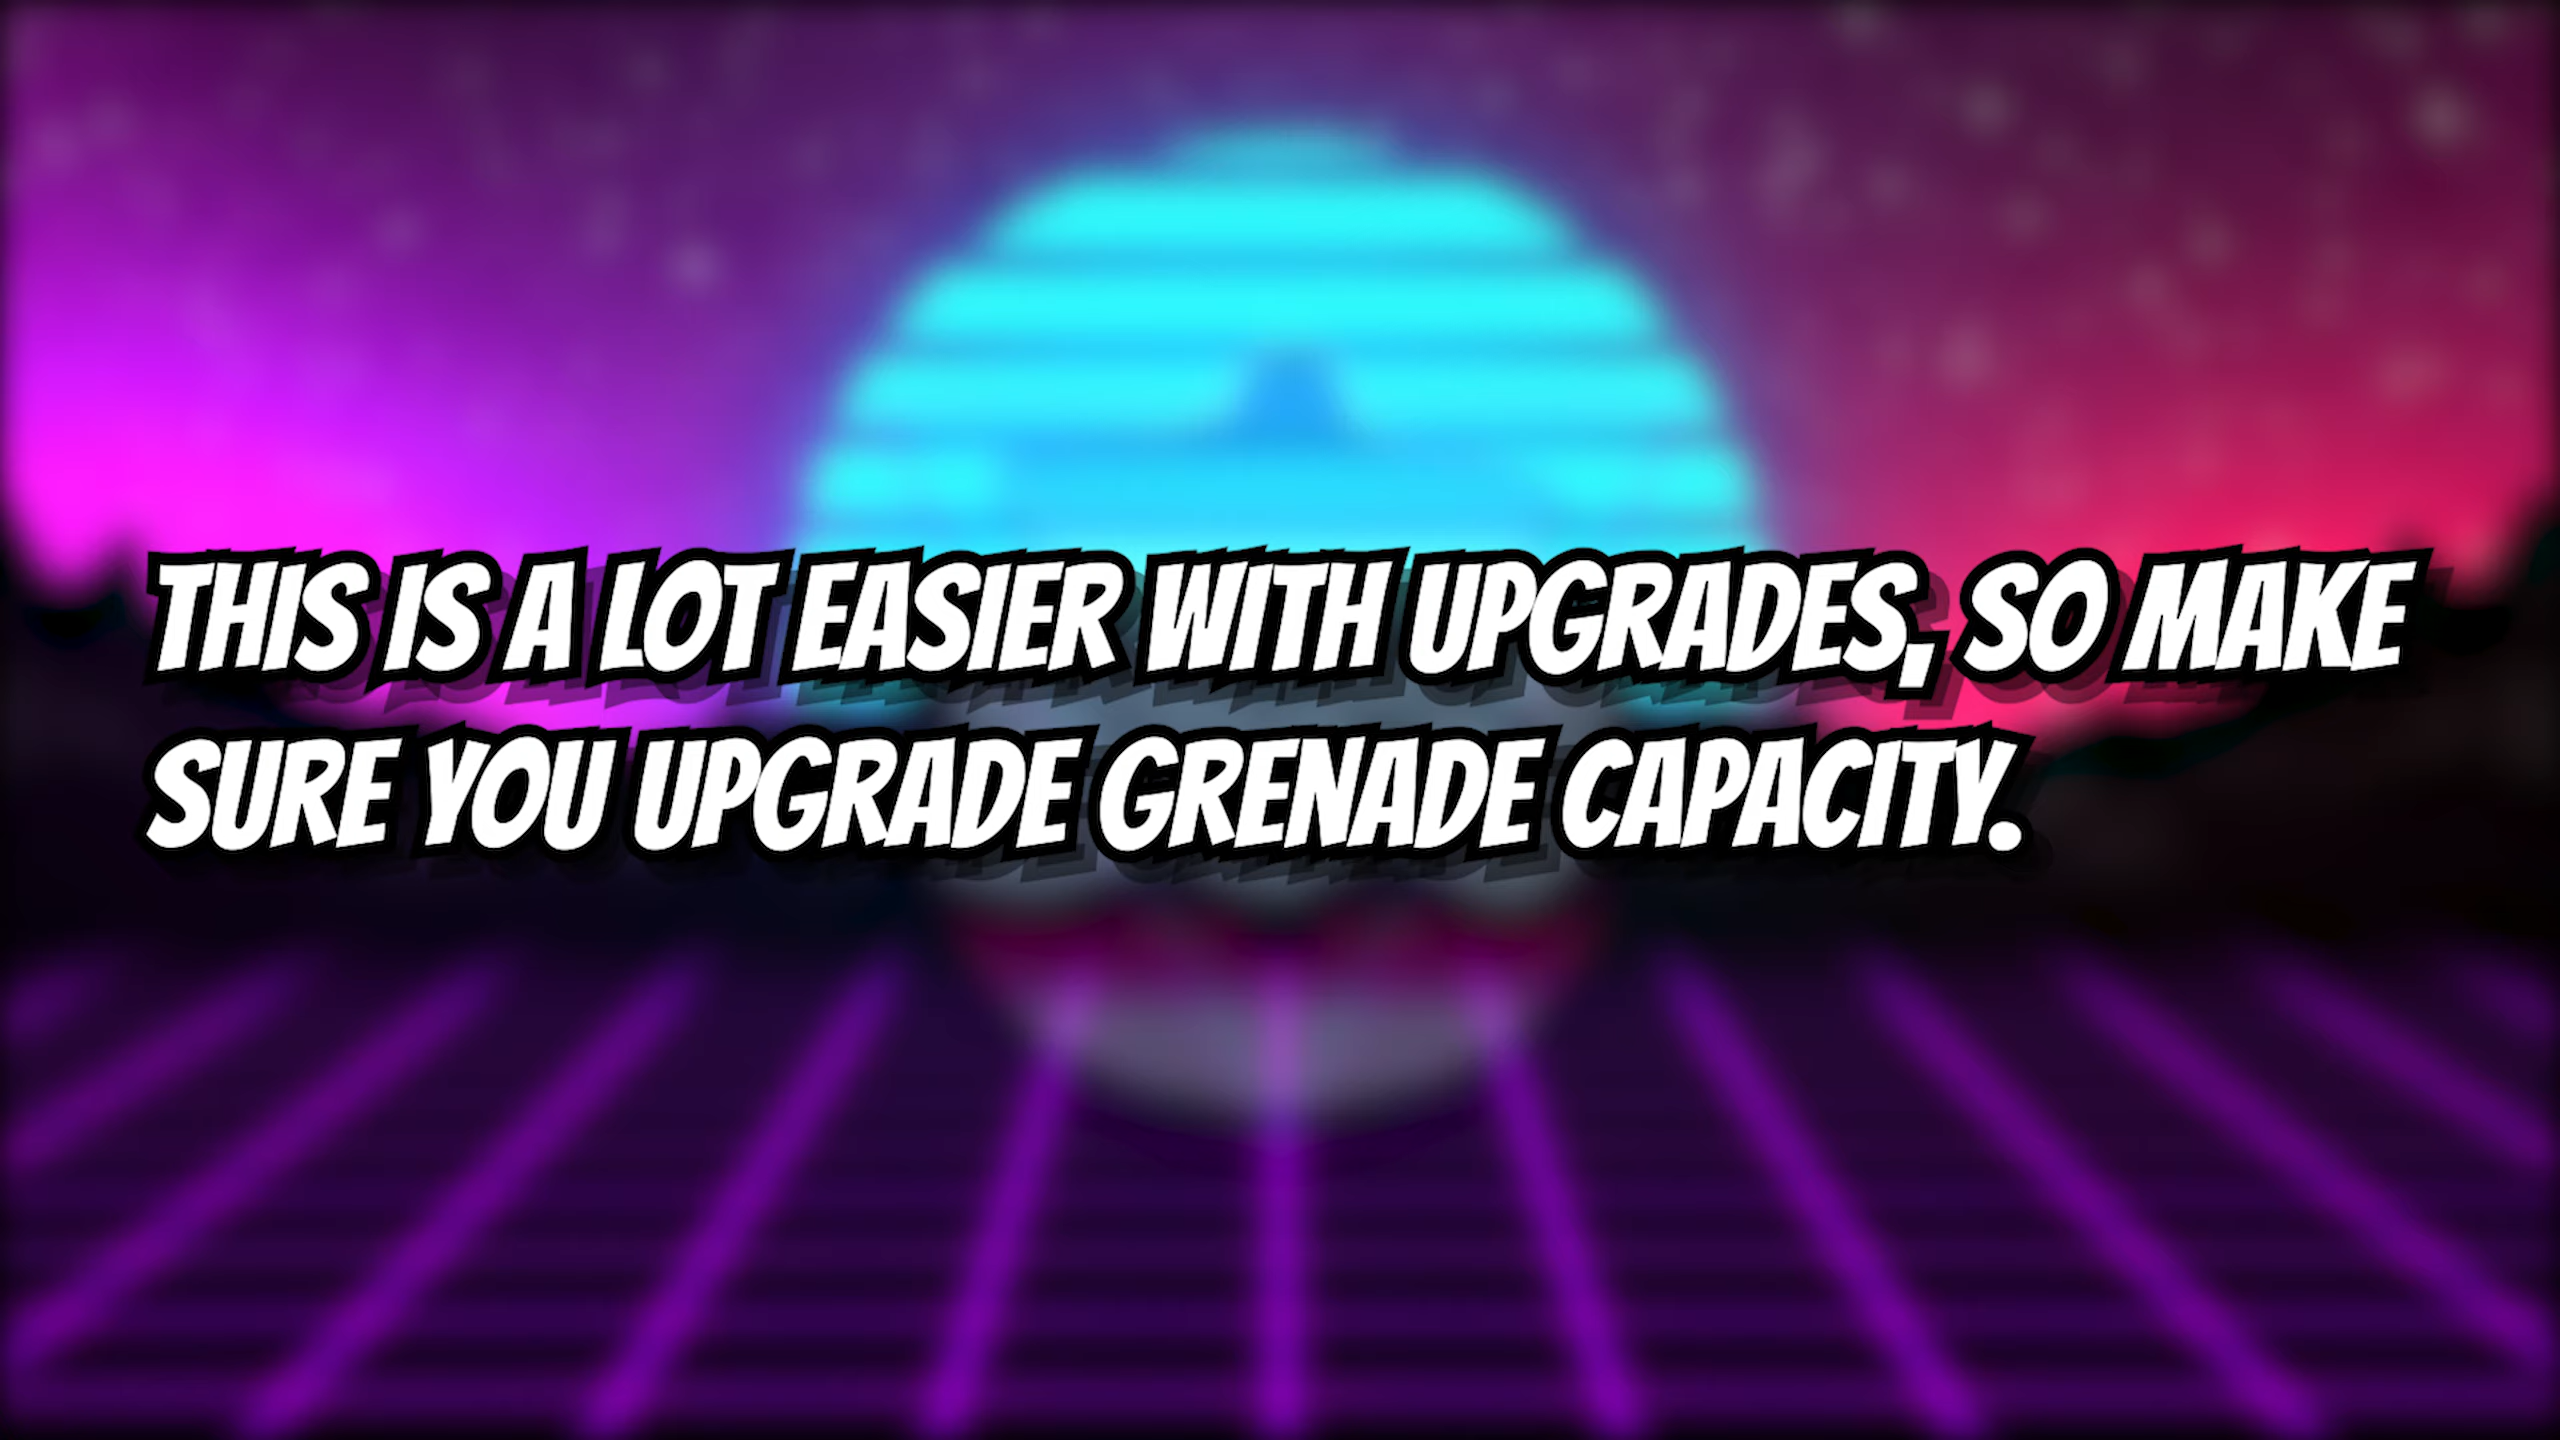 THIS IS A LOT EASIER WITH UPGRADES, SO MAKE
SURE YOU UPGRADE GRENADE CAPACITY.